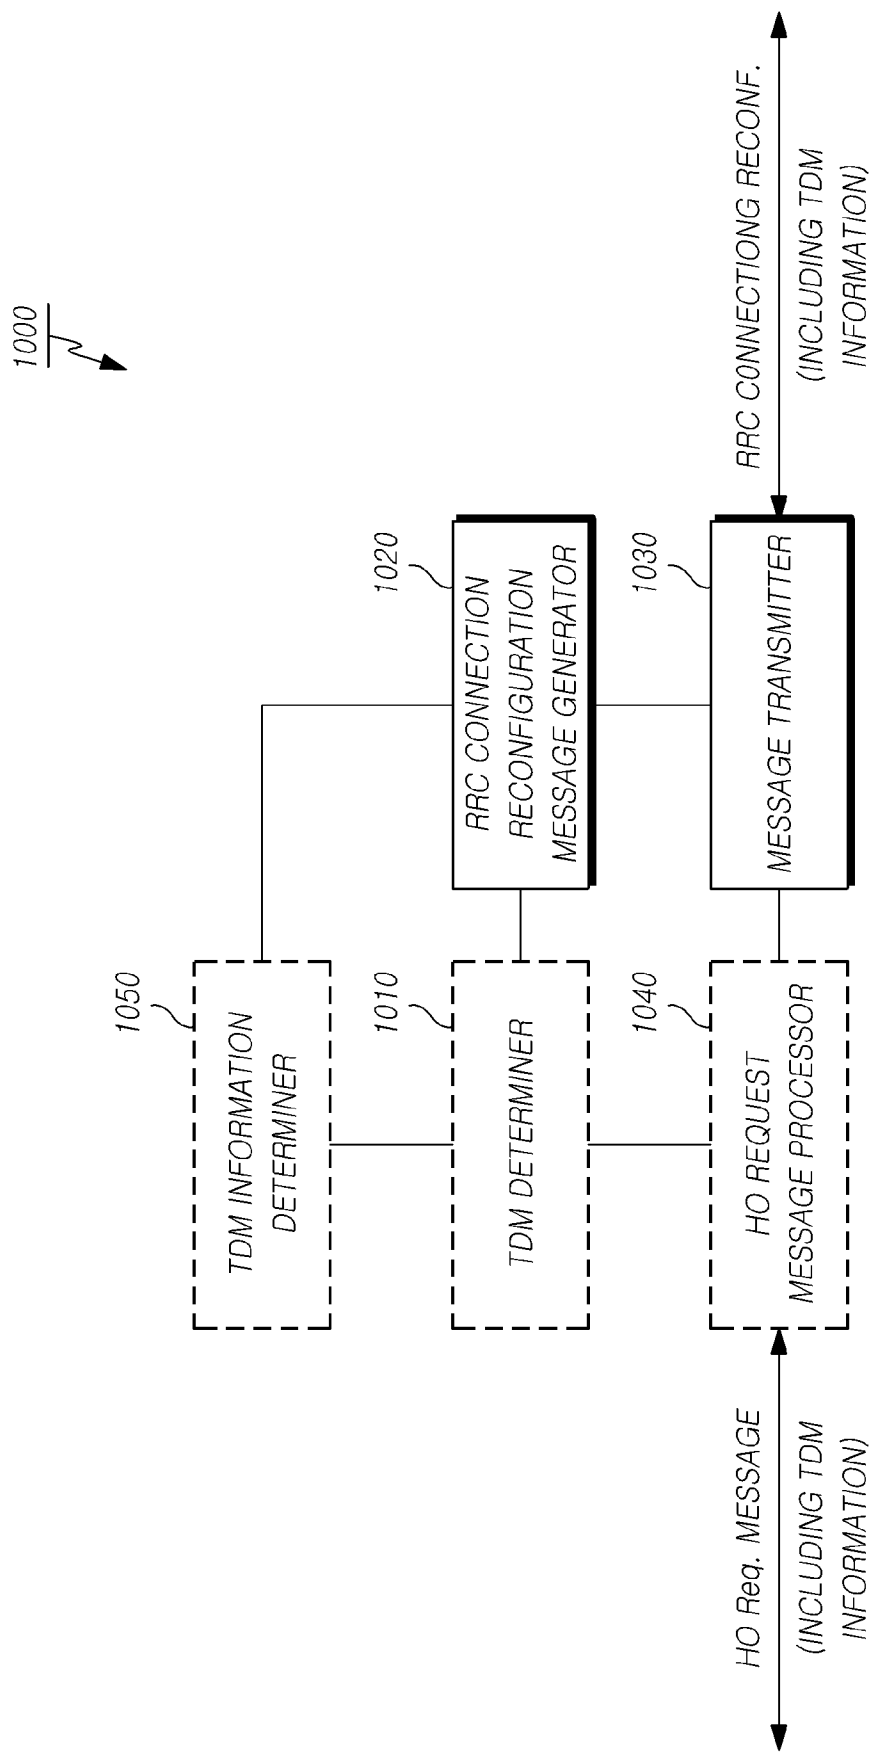 1000
1050
TDM INFORMATION
DETERMINER
1010
TDM DETERMINER
1020
RRC CONNECTION
RECONFIGURATION
MESSAGE GENERATOR
HO Req. MESSAGE
(INCLUDING TDM
INFORMATION)
1040
HO REQUEST
MESSAGE PROCESSOR
1030
MESSAGE TRANSMITTER
RRC CONNECTIONG RECONF.
(INCLUDING TDM
INFORMATION)